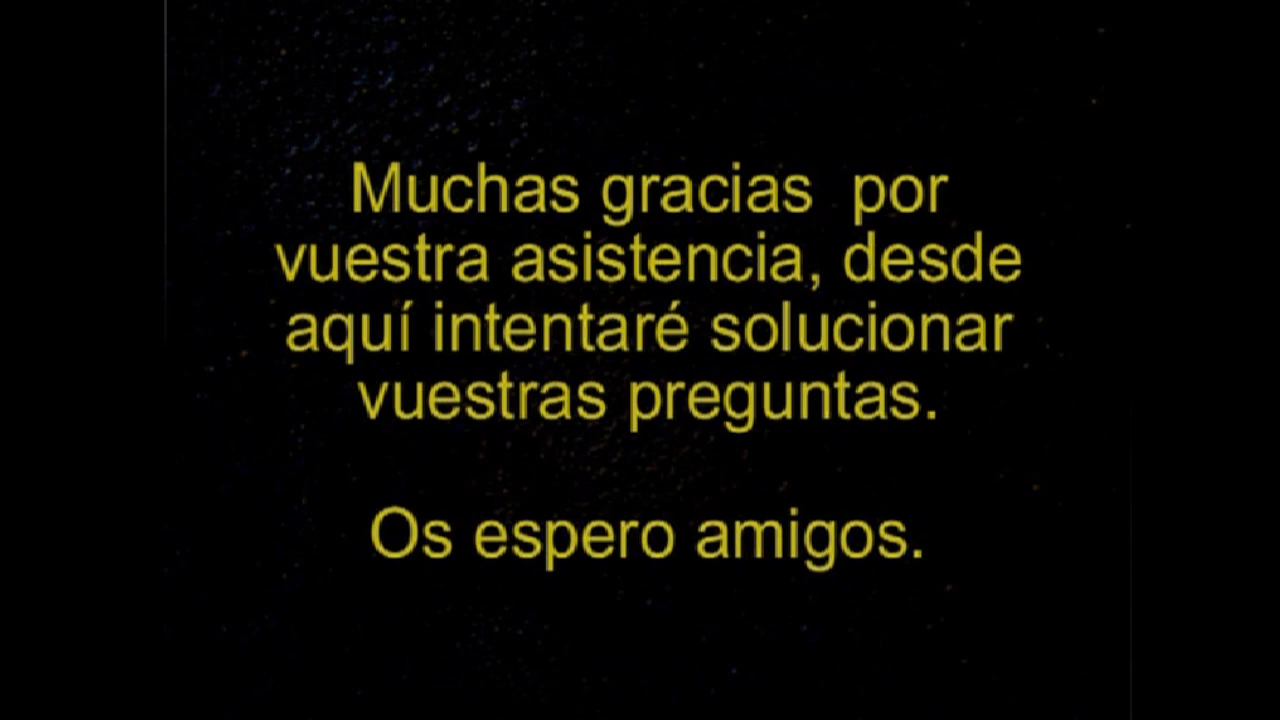 Muchas gracias  por
vuestra asistencia, desde
aquí intentaré solucionar
vuestras preguntas.
Os espero amigos.